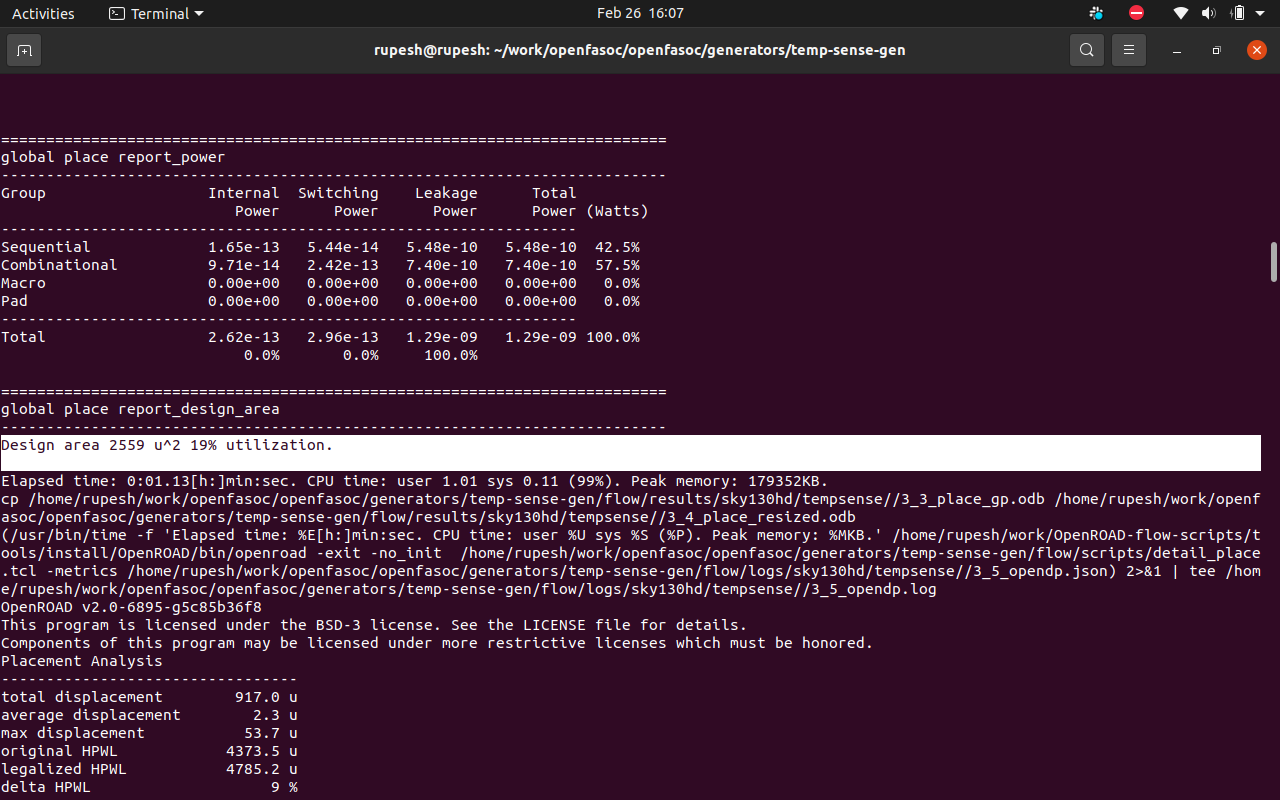 Activities Terminal Feb 26 16:07
rupesh@rupesh: ~/work/openfasoc/openfasoc/generators/temp-sense-gen
==========================================================================
global place report_power
--------------------------------------------------------------------------
Group                  Internal  Switching    Leakage      Total
                          Power      Power      Power      Power (Watts)
----------------------------------------------------------------
Sequential             1.65e-13   5.44e-14   5.48e-10   5.48e-10  42.5%
Combinational          9.71e-14   2.42e-13   7.40e-10   7.40e-10  57.5%
Macro                  0.00e+00   0.00e+00   0.00e+00   0.00e+00   0.0%
Pad                    0.00e+00   0.00e+00   0.00e+00   0.00e+00   0.0%
----------------------------------------------------------------
Total                  2.62e-13   2.96e-13   1.29e-09   1.29e-09 100.0%
                           0.0%       0.0%     100.0%
==========================================================================
global place report_design_area
--------------------------------------------------------------------------
Design area 2559 u^2 19% utilization.
Elapsed time: 0:01.13[h:]min:sec. CPU time: user 1.01 sys 0.11 (99%). Peak memory: 179352KB.
cp /home/rupesh/work/openfasoc/openfasoc/generators/temp-sense-gen/flow/results/sky130hd/tempsense//3_3_place_gp.odb /home/rupesh/work/openf
asoc/openfasoc/generators/temp-sense-gen/flow/results/sky130hd/tempsense//3_4_place_resized.odb
(/usr/bin/time -f 'Elapsed time: %E[h:]min:sec. CPU time: user %U sys %S (%P). Peak memory: %MKB.' /home/rupesh/work/OpenROAD-flow-scripts/t
ools/install/OpenROAD/bin/openroad -exit -no_init  /home/rupesh/work/openfasoc/openfasoc/generators/temp-sense-gen/flow/scripts/detail_place
.tcl -metrics /home/rupesh/work/openfasoc/openfasoc/generators/temp-sense-gen/flow/logs/sky130hd/tempsense//3_5_opendp.json) 2>&1 | tee /hom
e/rupesh/work/openfasoc/openfasoc/generators/temp-sense-gen/flow/logs/sky130hd/tempsense//3_5_opendp.log
OpenROAD v2.0-6895-g5c85b36f8
This program is licensed under the BSD-3 license. See the LICENSE file for details.
Components of this program may be licensed under more restrictive licenses which must be honored.
Placement Analysis
---------------------------------
total displacement        917.0 u
average displacement        2.3 u
max displacement           53.7 u
original HPWL            4373.5 u
legalized HPWL           4785.2 u
delta HPWL                    9 %